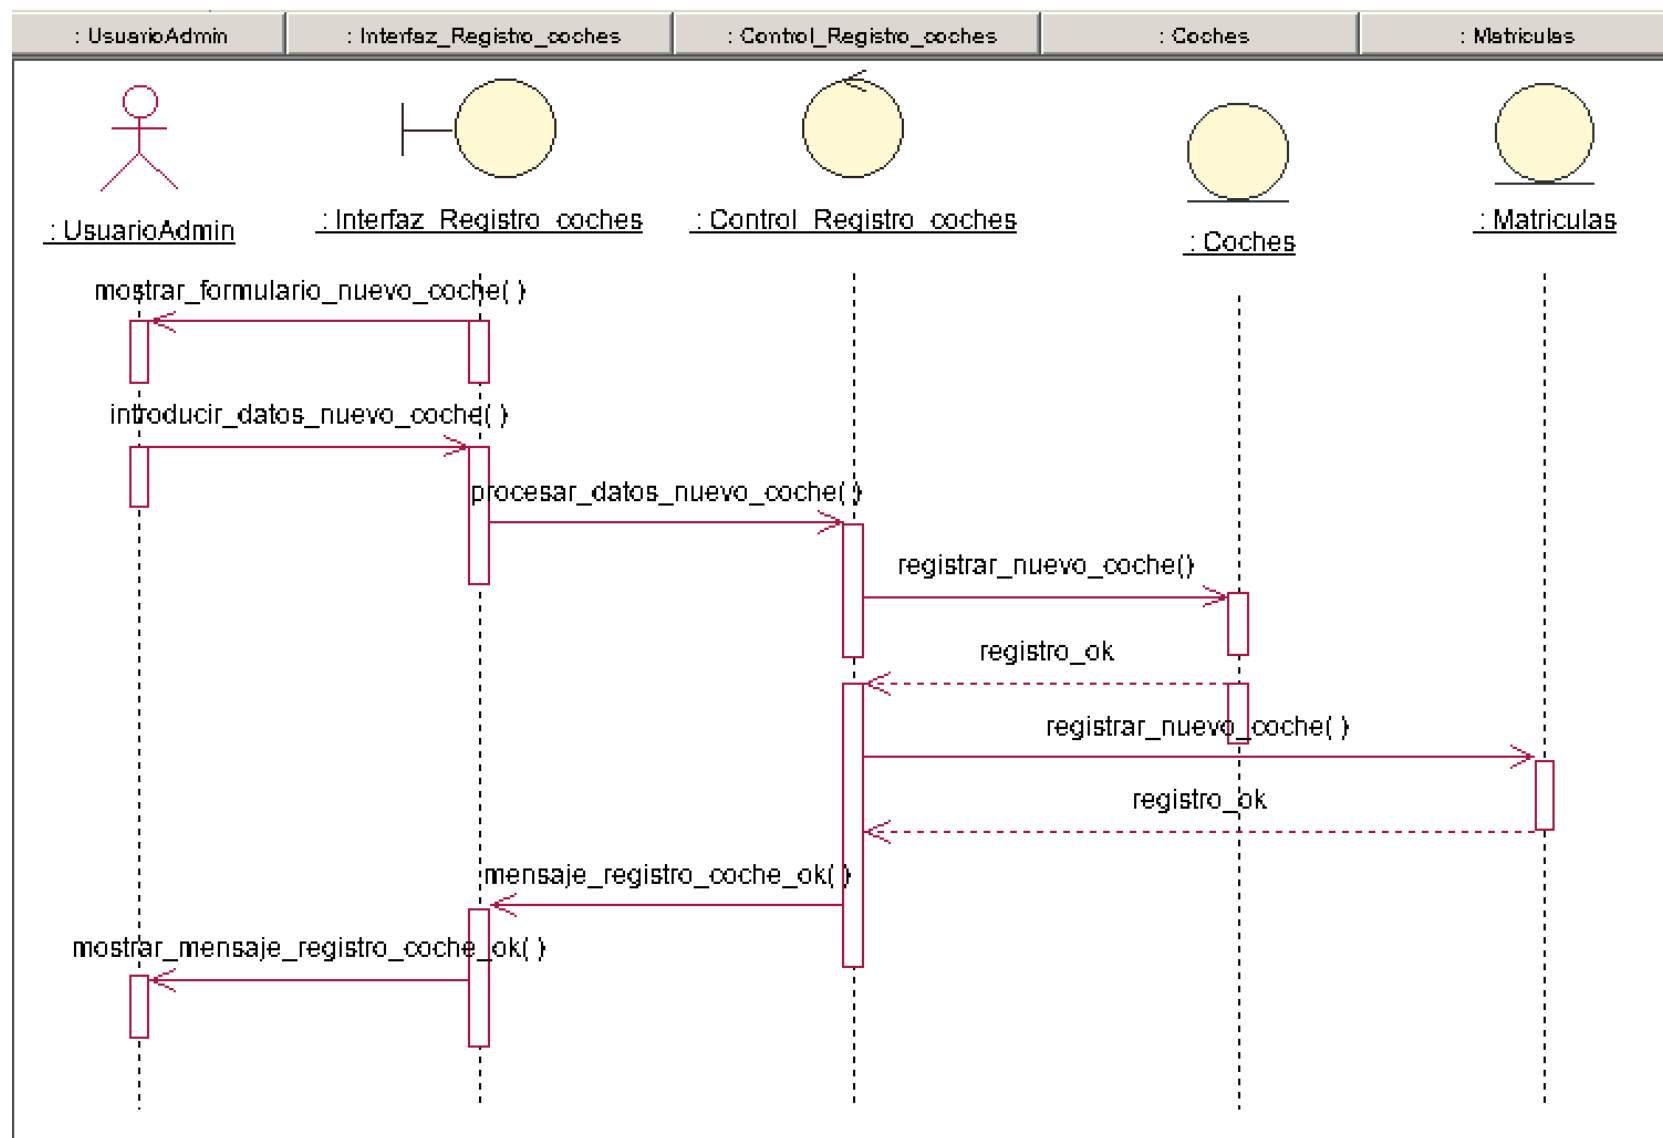 : UsuarioAdmin : Interfaz_Registro_coches : Control_Registro_coches : Coches : Matriculas
: UsuarioAdmin
: Interfaz_Registro_coches
: Control_Registro_coches
: Coches
: Matriculas
mostrar_formulario_nuevo_coche( )
introducir_datos_nuevo_coche( )
procesar_datos_nuevo_coche( )
registrar_nuevo_coche()
registro_ok
registrar_nuevo_coche( )
registro_ok
mensaje_registro_coche_ok( )
mostrar_mensaje_registro_coche_ok( )